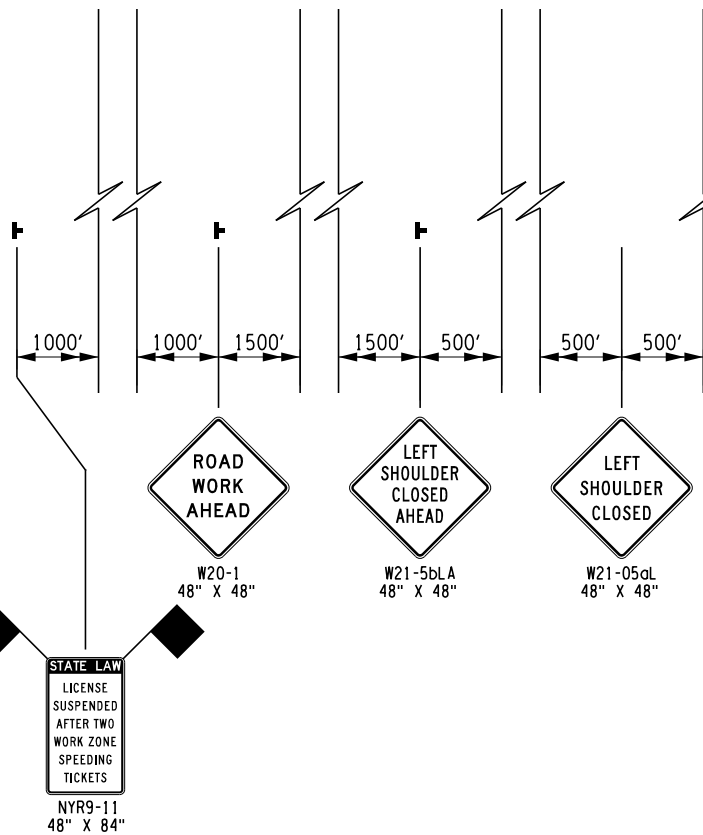 1000'
1000'
1500'
1500'
500'
500'
500'
ROAD
WORK
AHEAD
W20-1
48" X 48"
LEFT
SHOULDER
CLOSED
AHEAD
W21-5bLA
48" X 48"
LEFT
SHOULDER
CLOSED
W21-05aL
48" X 48"
STATE LAW
LICENSE
SUSPENDED
AFTER TWO
WORK ZONE
SPEEDING
TICKETS
NYR9-11
48" X 84"